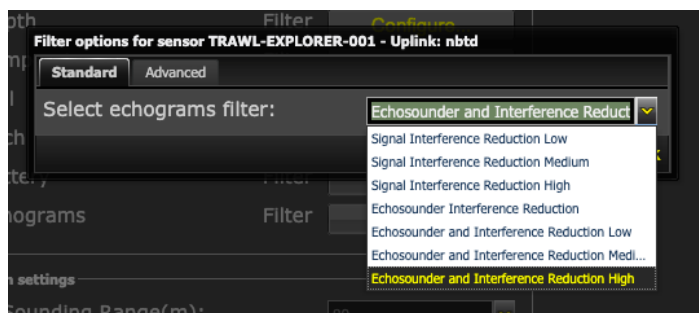 Filter Configure
Filter options for sensor TRAWL-EXPLORER-001 - Uplink: nbtd
Standard Advanced
Select echograms filter: Echosounder and Interference Reduct
Signal Interference Reduction Low
Signal Interference Reduction Medium
Signal Interference Reduction High
Echosounder Interference Reduction
Echosounder and Interference Reduction Low
Echosounder and Interference Reduction Medi...
Echosounder and Interference Reduction High
ograms Filter
settings
Sounding Range(m):